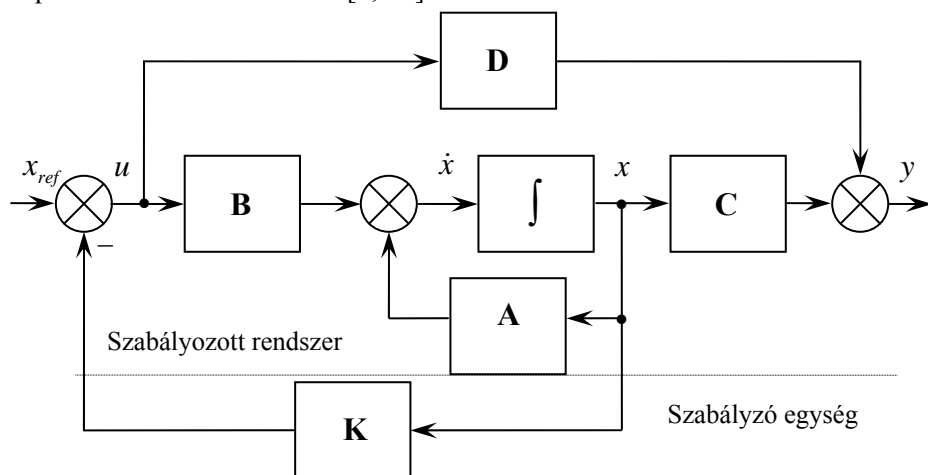 D
x_ref
u
B
ẋ
∫
x
C
y
−
A
Szabályozott rendszer
Szabályzó egység
K